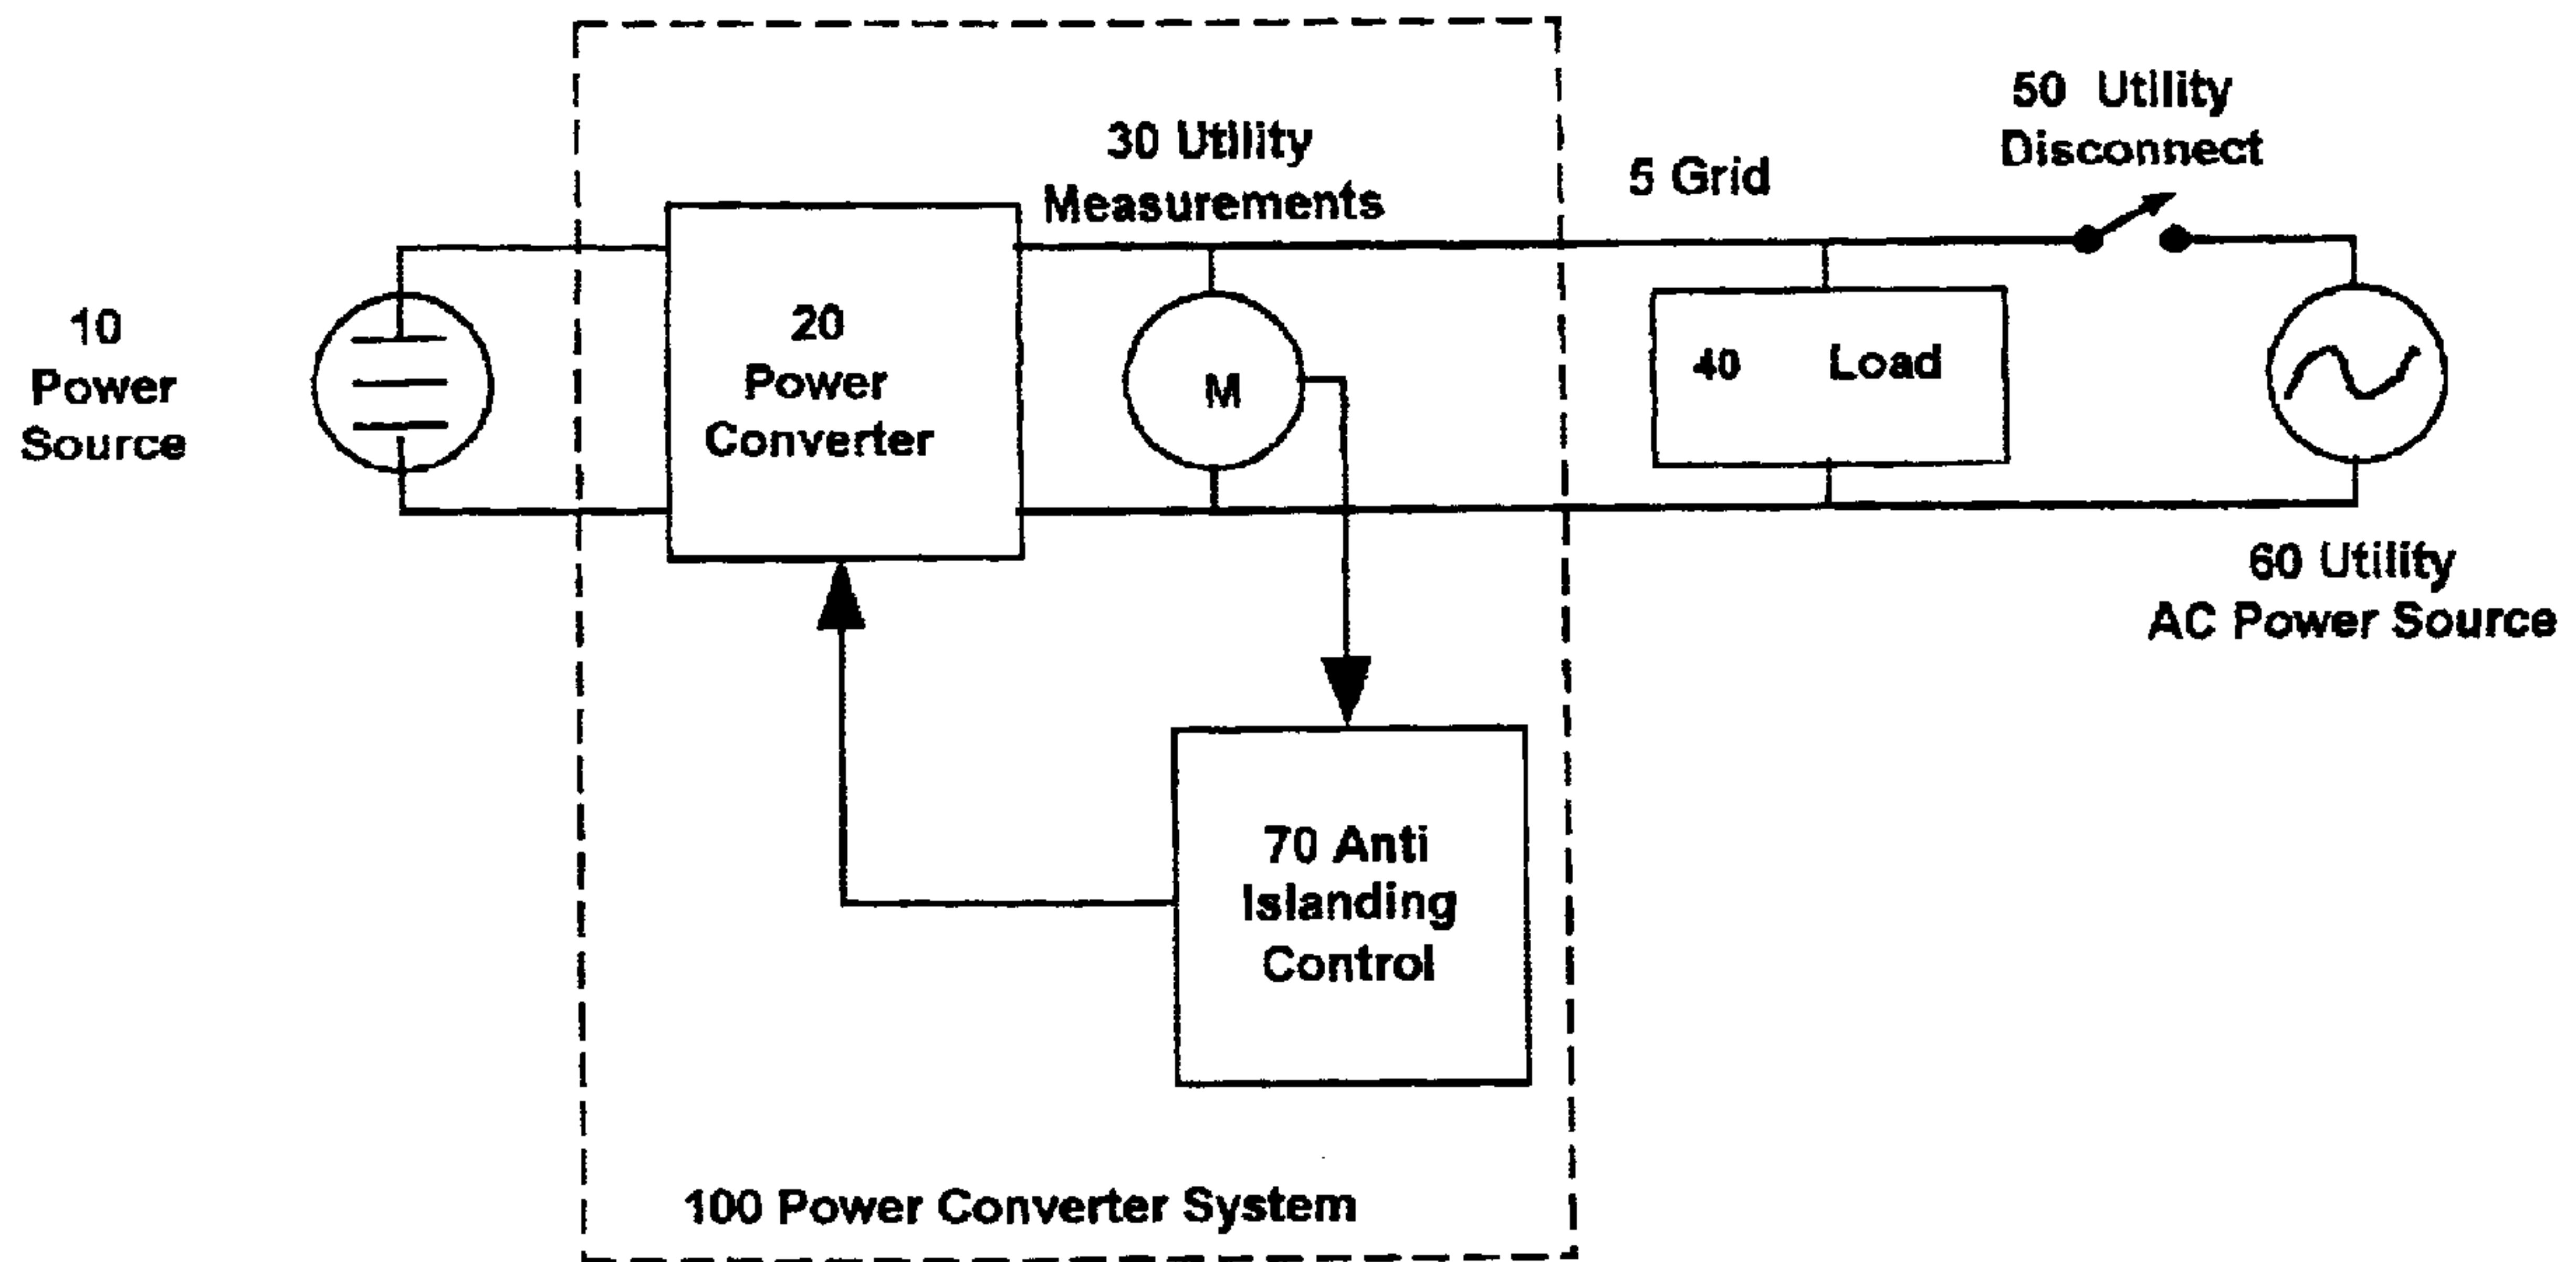 10
Power
Source
20
Power
Converter
30 Utility
Measurements
M
5 Grid
40 Load
50 Utility
Disconnect
60 Utility
AC Power Source
70 Anti
Islanding
Control
100 Power Converter System